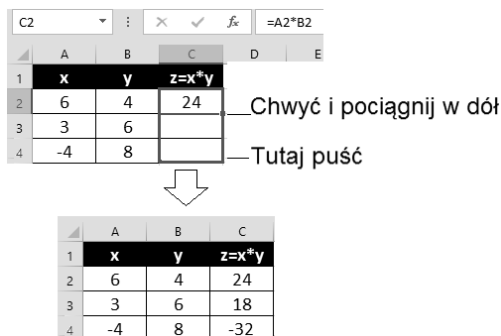 C2 fx =A2*B2
A B C D E
1 x y z=x*y
2 6 4 24
Chwyć i pociągnij w dół
3 3 6
4 -4 8
Tutaj puść
A B C
1 x y z=x*y
2 6 4 24
3 3 6 18
4 -4 8 -32